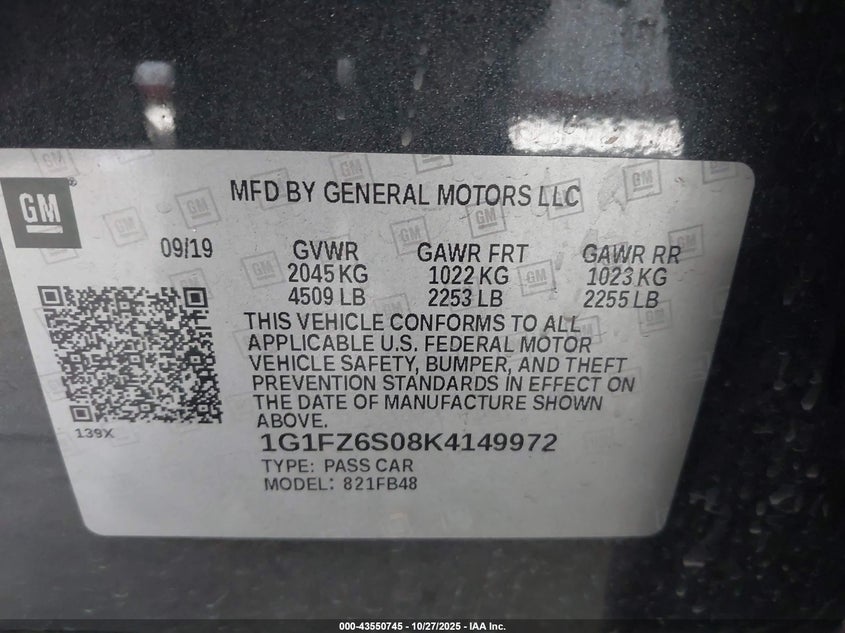 GM
MFD BY GENERAL MOTORS LLC
09/19 GVWR GAWR FRT GAWR RR
2045 KG 1022 KG 1023 KG
4509 LB 2253 LB 2255 LB
THIS VEHICLE CONFORMS TO ALL
APPLICABLE U.S. FEDERAL MOTOR
VEHICLE SAFETY, BUMPER, AND THEFT
PREVENTION STANDARDS IN EFFECT ON
THE DATE OF MANUFACTURE SHOWN
ABOVE.
139X
1G1FZ6S08K4149972
TYPE: PASS CAR
MODEL: 821FB48
000-43550745 - 10/27/2025 - IAA Inc.